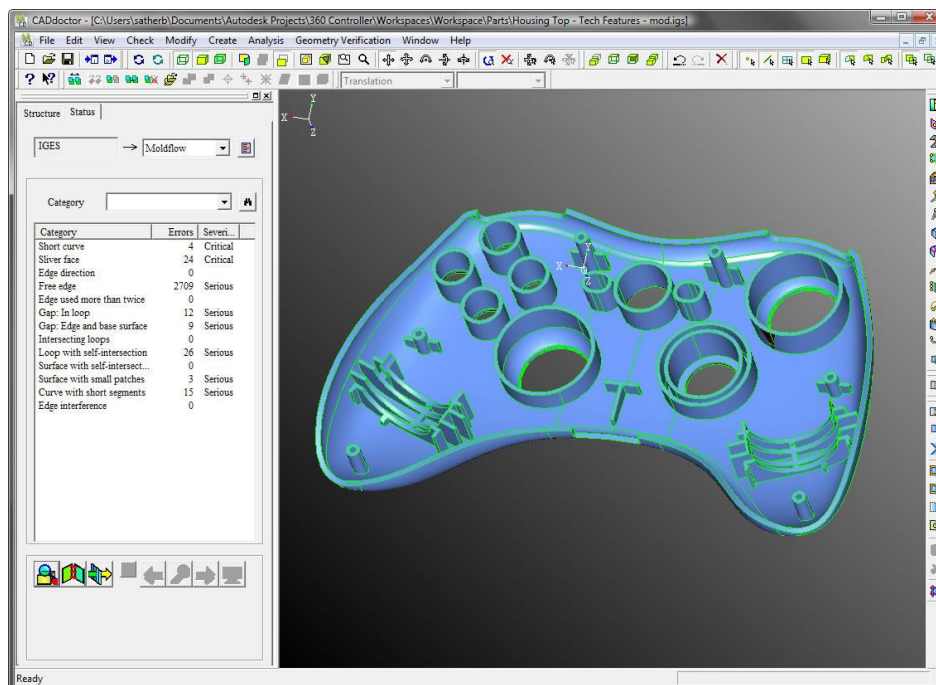 CADdoctor - [C:\Users\satherb\Documents\Autodesk Projects\360 Controller\Workspaces\Workspace\Parts\Housing Top - Tech Features - mod.igs]
File Edit View Check Modify Create Analysis Geometry Verification Window Help
Translation
Structure Status
IGES Moldflow
Category
Category Errors Severi...
Short curve 4 Critical
Sliver face 24 Critical
Edge direction 0
Free edge 2709 Serious
Edge used more than twice 0
Gap: In loop 12 Serious
Gap: Edge and base surface 9 Serious
Intersecting loops 0
Loop with self-intersection 26 Serious
Surface with self-intersect... 0
Surface with small patches 3 Serious
Curve with short segments 15 Serious
Edge interference 0
Y
X
Z
Y
X
Z
Ready